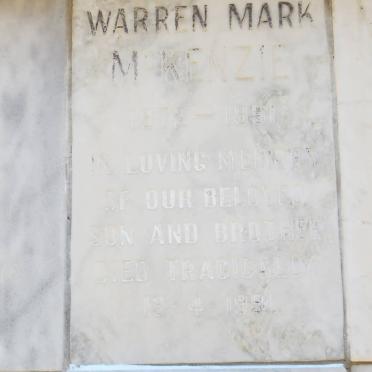 WARREN MARK
McKENZIE
IN LOVING MEMORY
OF OUR BELOVED
SON AND BROTHER
DIED TRAGICALLY